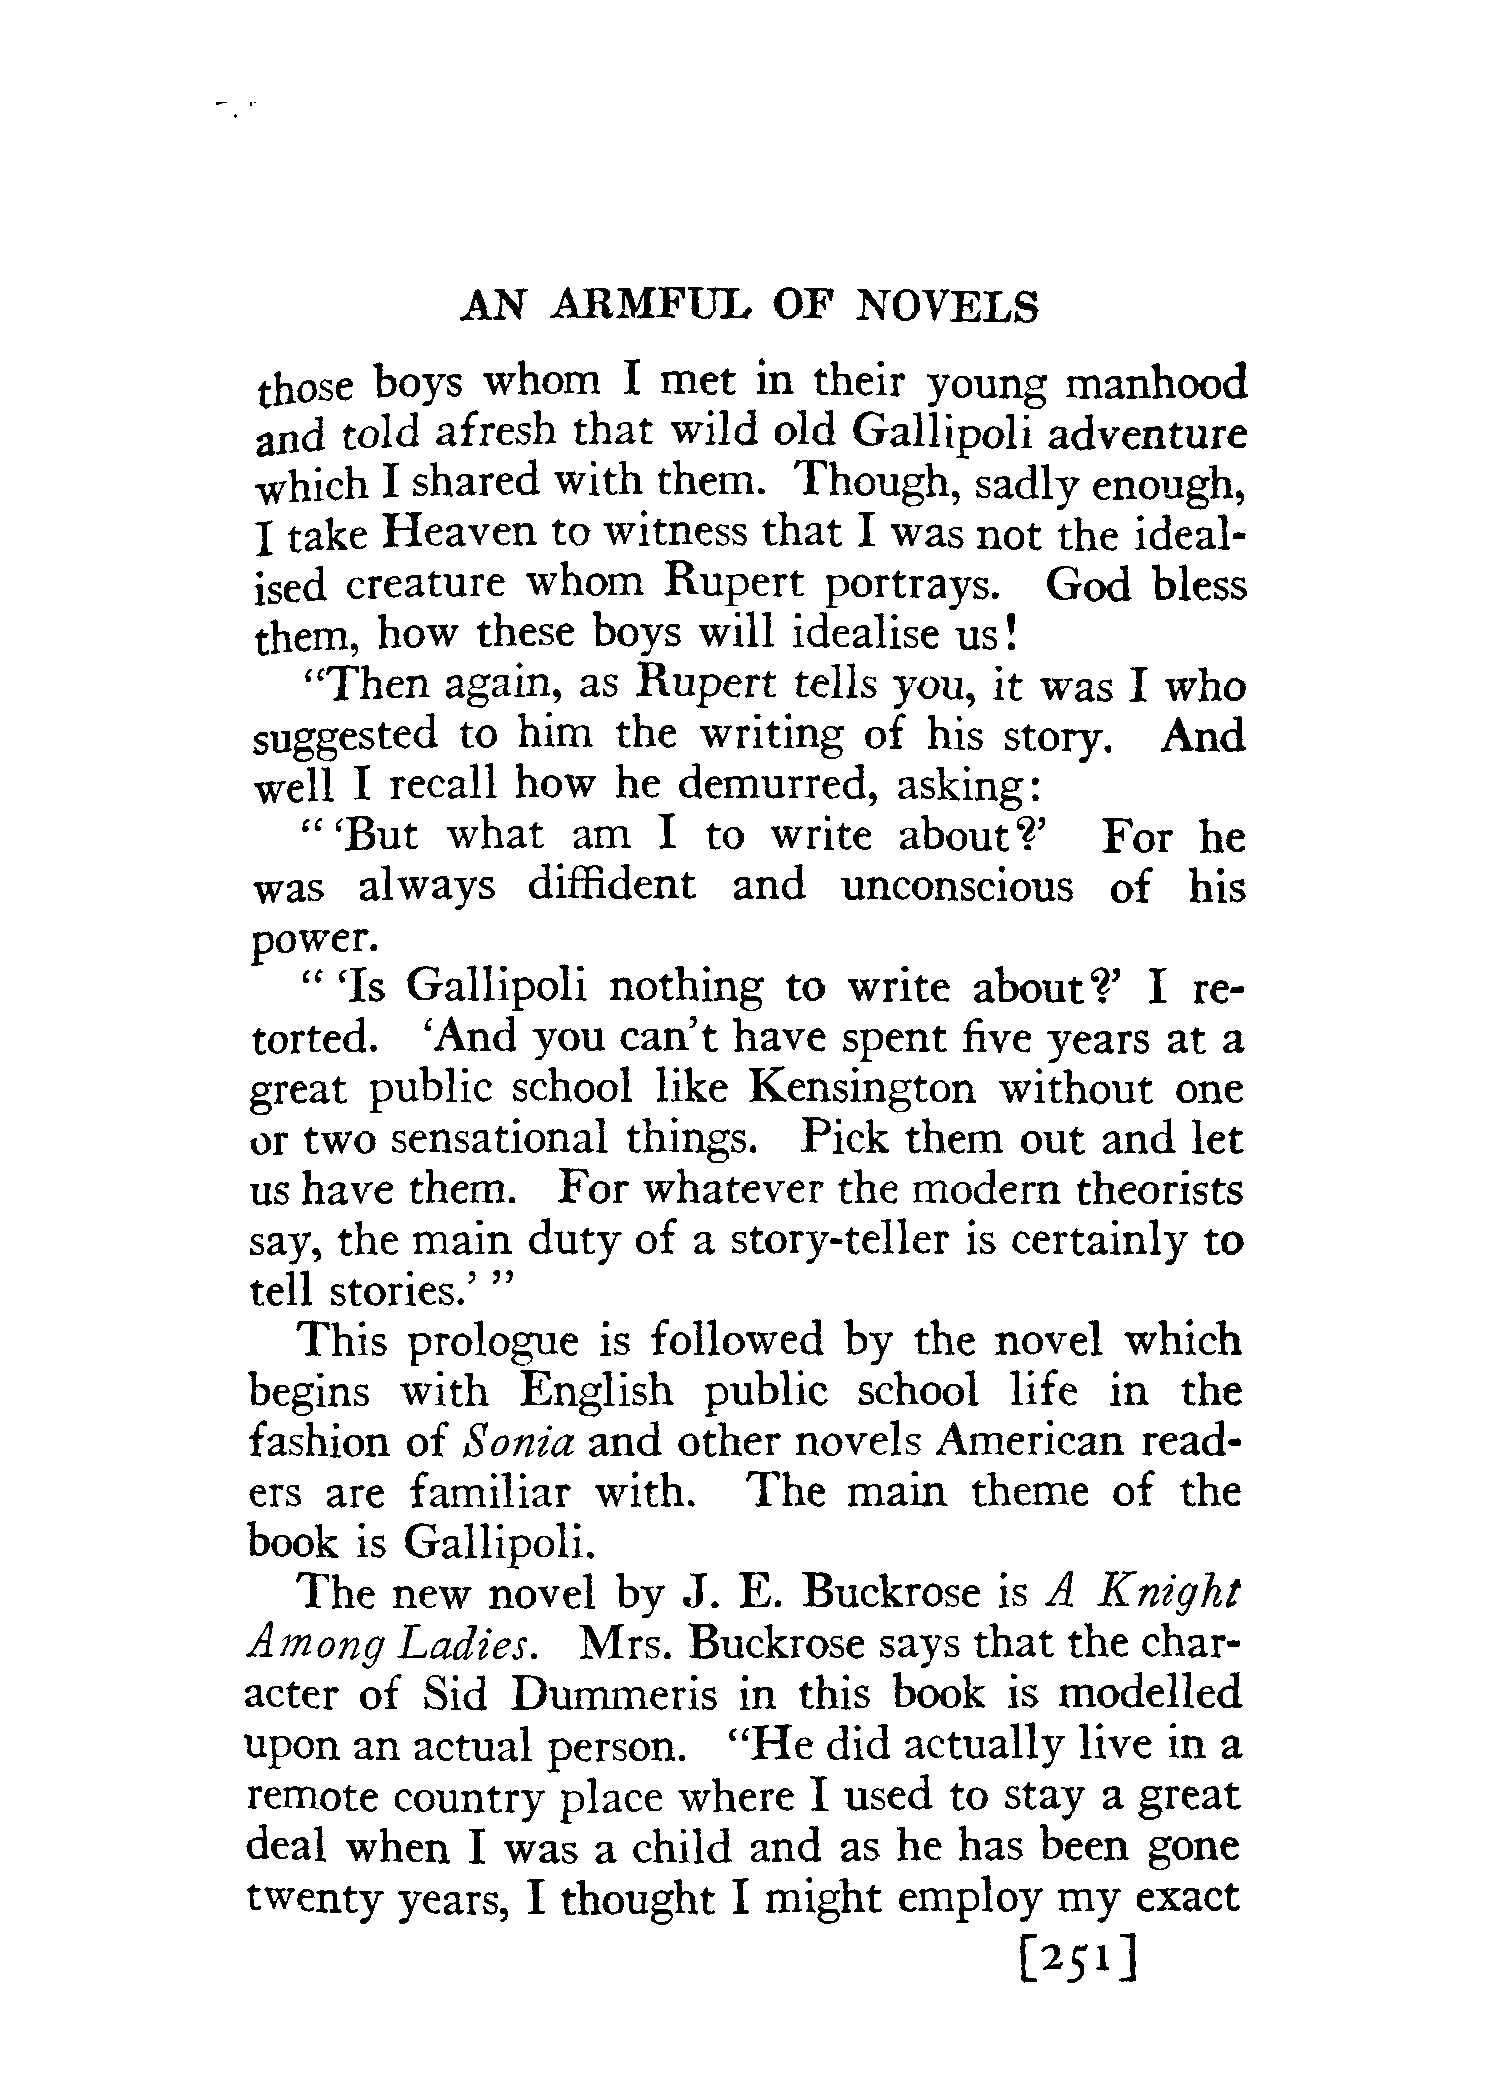 AN ARMFUL OF NOVELS
those boys whom I met in their young manhood
and told afresh that wild old Gallipoli adventure
which I shared with them. Though, sadly enough,
I take Heaven to witness that I was not the ideal-
ised creature whom Rupert portrays. God bless
them, how these boys will idealise us!
"Then again, as Rupert tells you, it was I who
suggested to him the writing of his story. And
well I recall how he demurred, asking:
" 'But what am I to write about?' For he
was always diffident and unconscious of his
power.
" 'Is Gallipoli nothing to write about?' I re-
torted. 'And you can't have spent five years at a
great public school like Kensington without one
or two sensational things. Pick them out and let
us have them. For whatever the modern theorists
say, the main duty of a story-teller is certainly to
tell stories.' "
This prologue is followed by the novel which
begins with English public school life in the
fashion of Sonia and other novels American read-
ers are familiar with. The main theme of the
book is Gallipoli.
The new novel by J. E. Buckrose is A Knight
Among Ladies. Mrs. Buckrose says that the char-
acter of Sid Dummeris in this book is modelled
upon an actual person. "He did actually live in a
remote country place where I used to stay a great
deal when I was a child and as he has been gone
twenty years, I thought I might employ my exact
[251]